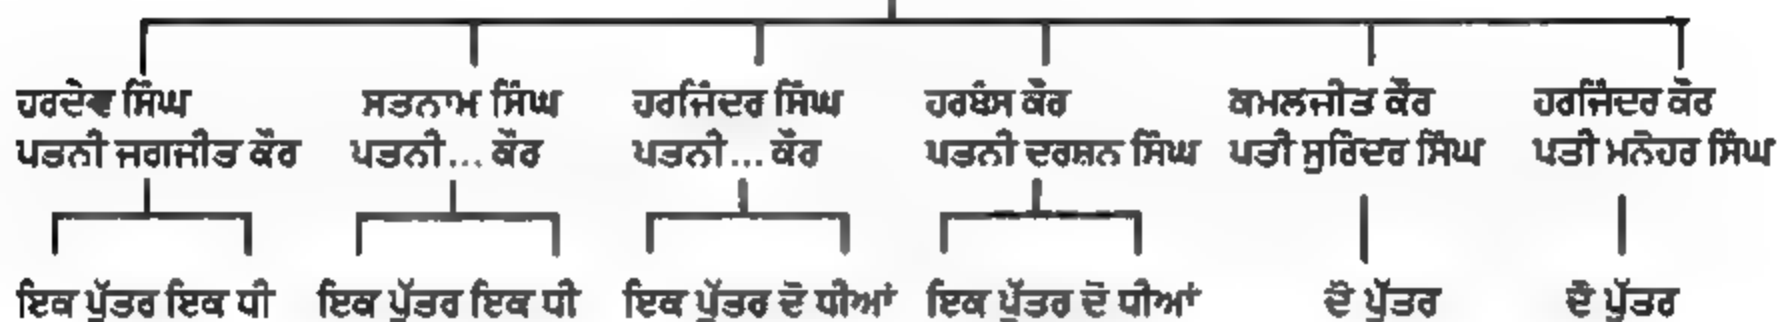 ਹਰਦੇਵ ਸਿੰਘ ਸਤਨਾਮ ਸਿੰਘ ਹਰਜਿੰਦਰ ਸਿੰਘ ਹਰਬੰਸ ਕੌਰ ਕਮਲਜੀਤ ਕੌਰ ਹਰਜਿੰਦਰ ਕੌਰ
ਪਤਨੀ ਜਗਜੀਤ ਕੌਰ ਪਤਨੀ... ਕੌਰ ਪਤਨੀ... ਕੌਰ ਪਤਨੀ ਦਰਸ਼ਨ ਸਿੰਘ ਪਤੀ ਸੁਰਿੰਦਰ ਸਿੰਘ ਪਤੀ ਮਨੋਹਰ ਸਿੰਘ
ਇਕ ਪੁੱਤਰ ਇਕ ਧੀ ਇਕ ਪੁੱਤਰ ਇਕ ਧੀ ਇਕ ਪੁੱਤਰ ਦੋ ਧੀਆਂ ਇਕ ਪੁੱਤਰ ਦੋ ਧੀਆਂ ਦੋ ਪੁੱਤਰ ਦੋ ਪੁੱਤਰ